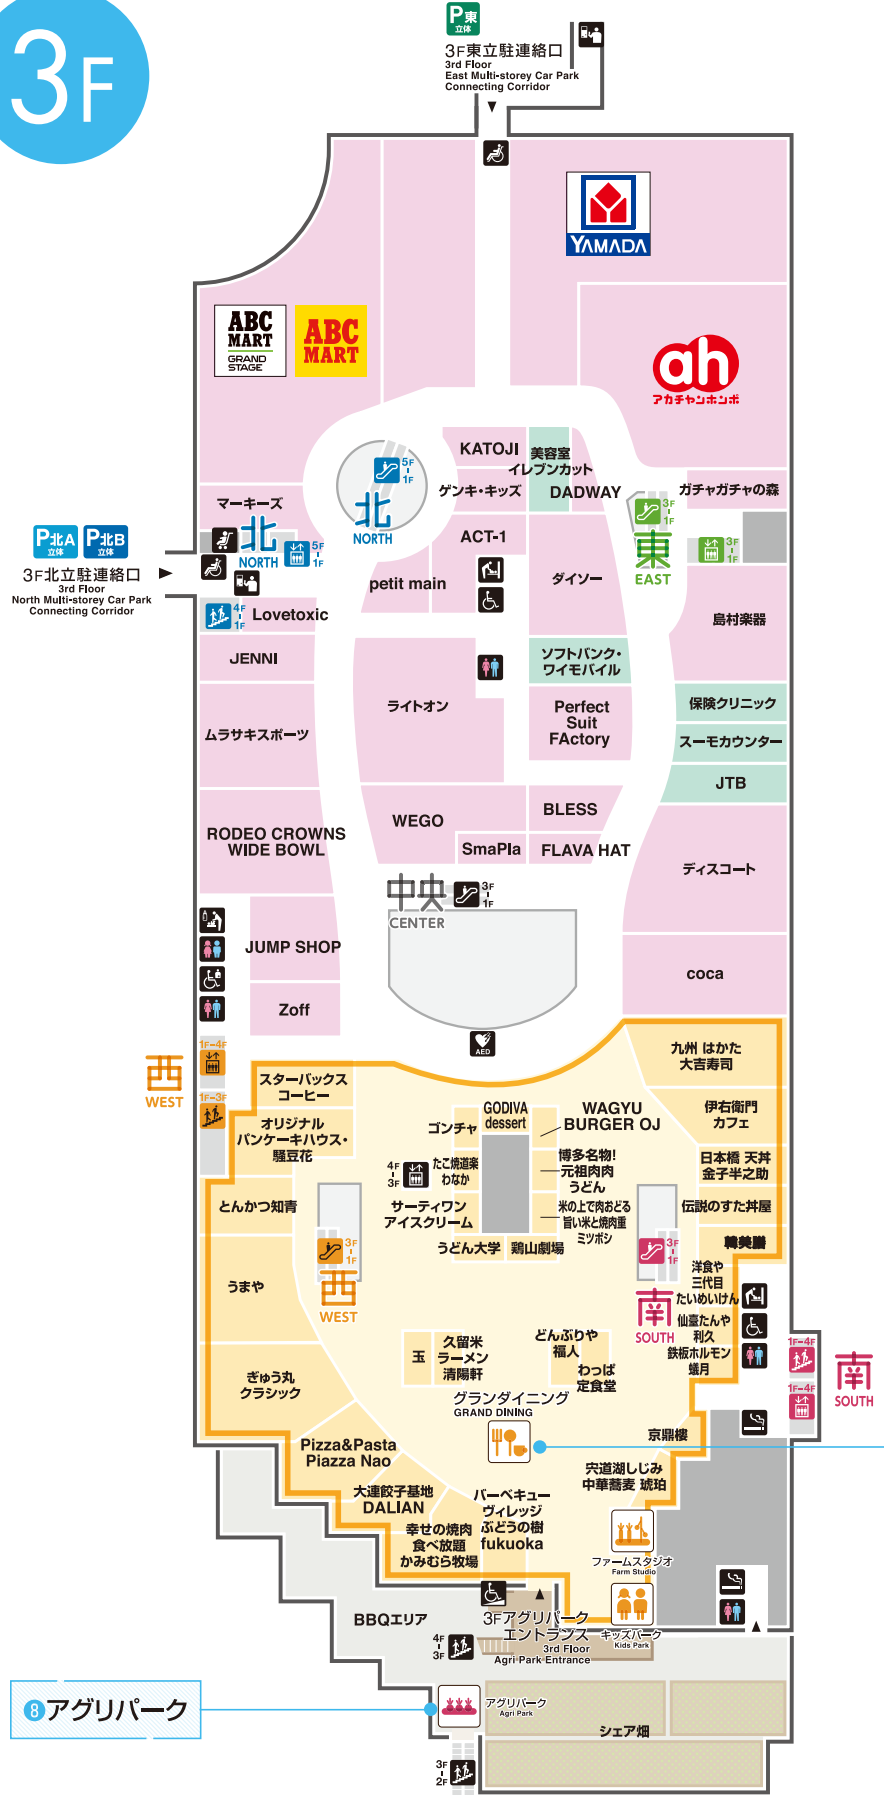 3F
P東
立体
3F東立駐連絡口
3rd Floor
East Multi-storey Car Park
Connecting Corridor
YAMADA
ABC
MART
GRAND
STAGE
ABC
MART
ah
アカチャンホンポ
KATOJI
美容室
イレブンカット
ゲンキ・キッズ
DADWAY
ガチャガチャの森
マーキーズ
5F
1F
北
NORTH
3F
1F
東
EAST
3F
1F
ACT-1
北
NORTH
5F
1F
P北A
立体
P北B
立体
3F北立駐連絡口
3rd Floor
North Multi-storey Car Park
Connecting Corridor
petit main
ダイソー
4F
1F
Lovetoxic
島村楽器
JENNI
ソフトバンク・
ワイモバイル
ライトオン
Perfect
Suit
FActory
保険クリニック
ムラサキスポーツ
スーモカウンター
JTB
RODEO CROWNS
WIDE BOWL
WEGO
BLESS
SmaPla
FLAVA HAT
ディスコート
中央
CENTER
3F
1F
JUMP SHOP
coca
Zoff
AED
西
WEST
1F-4F
1F-3F
九州 はかた
大吉寿司
スターバックス
コーヒー
オリジナル
パンケーキハウス・
騒豆花
ゴンチャ
GODIVA
dessert
WAGYU
BURGER OJ
伊右衛門
カフェ
4F
3F
たこ焼道楽
わなか
博多名物!
元祖肉肉
うどん
日本橋 天丼
金子半之助
とんかつ知青
サーティワン
アイスクリーム
米の上で肉おどる
旨い米と焼肉重
ミツボシ
伝説のすた丼屋
うどん大学
鶏山劇場
韓美膳
3F
1F
西
WEST
3F
1F
南
SOUTH
うまや
洋食や
三代目
たいめいけん
仙臺たんや
利久
鉄板ホルモン
蟻月
1F-4F
1F-4F
南
SOUTH
玉
久留米
ラーメン
清陽軒
どんぶりや
福人
わっぱ
定食堂
ぎゅう丸
クラシック
グランダイニング
GRAND DINING
京鼎樓
Pizza&Pasta
Piazza Nao
宍道湖しじみ
中華蕎麦 琥珀
大連餃子基地
DALIAN
バーベキュー
ヴィレッジ
ぶどうの樹
fukuoka
幸せの焼肉
食べ放題
かみむら牧場
ファームスタジオ
Farm Studio
BBQエリア
3Fアグリパーク
エントランス
3rd Floor
Agri Park Entrance
キッズパーク
Kids Park
4F
3F
8アグリパーク
アグリパーク
Agri Park
シェア畑
3F
2F